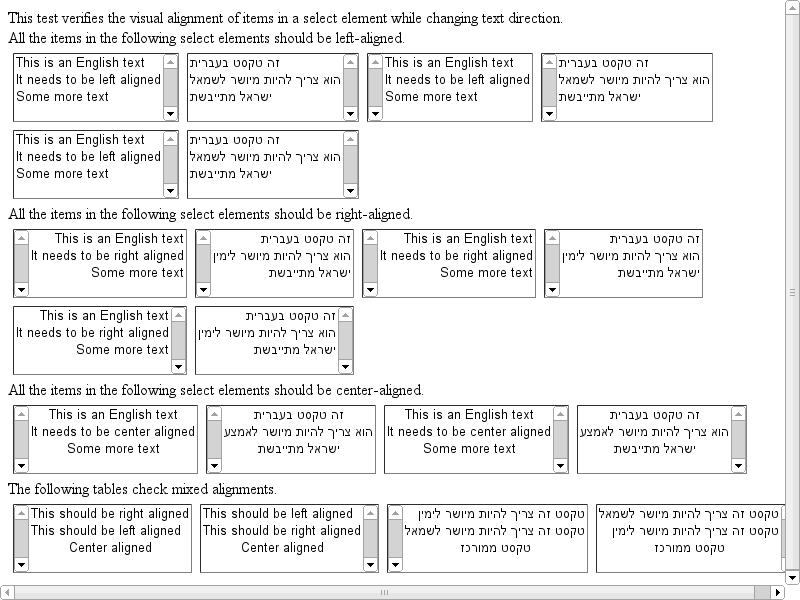 This test verifies the visual alignment of items in a select element while changing text direction.
All the items in the following select elements should be left-aligned.
This is an English text
It needs to be left aligned
Some more text
זה טקסט בעברית
הוא צריך להיות מיושר לשמאל
ישראל מתייבשת
This is an English text
It needs to be left aligned
Some more text
זה טקסט בעברית
הוא צריך להיות מיושר לשמאל
ישראל מתייבשת
This is an English text
It needs to be left aligned
Some more text
זה טקסט בעברית
הוא צריך להיות מיושר לשמאל
ישראל מתייבשת
All the items in the following select elements should be right-aligned.
This is an English text
It needs to be right aligned
Some more text
זה טקסט בעברית
הוא צריך להיות מיושר לימין
ישראל מתייבשת
This is an English text
It needs to be right aligned
Some more text
זה טקסט בעברית
הוא צריך להיות מיושר לימין
ישראל מתייבשת
This is an English text
It needs to be right aligned
Some more text
זה טקסט בעברית
הוא צריך להיות מיושר לימין
ישראל מתייבשת
All the items in the following select elements should be center-aligned.
This is an English text
It needs to be center aligned
Some more text
זה טקסט בעברית
הוא צריך להיות מיושר לאמצע
ישראל מתייבשת
This is an English text
It needs to be center aligned
Some more text
זה טקסט בעברית
הוא צריך להיות מיושר לאמצע
ישראל מתייבשת
The following tables check mixed alignments.
This should be right aligned
This should be left aligned
Center aligned
This should be left aligned
This should be right aligned
Center aligned
טקסט זה צריך להיות מיושר לימין
טקסט זה צריך להיות מיושר לשמאל
טקסט ממורכז
טקסט זה צריך להיות מיושר לשמאל
טקסט זה צריך להיות מיושר לימין
טקסט ממורכז